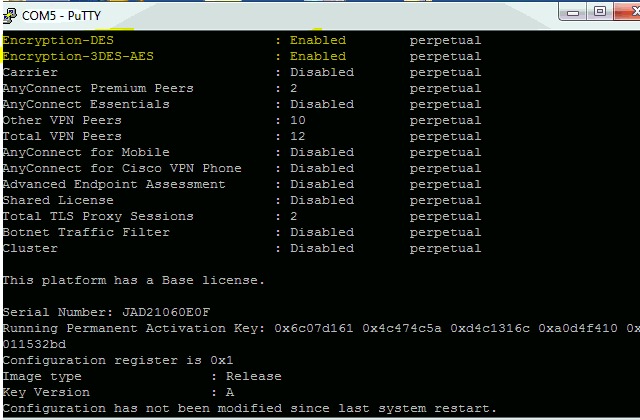 COM5 - PuTTY
Encryption-DES : Enabled perpetual
Encryption-3DES-AES : Enabled perpetual
Carrier : Disabled perpetual
AnyConnect Premium Peers : 2 perpetual
AnyConnect Essentials : Disabled perpetual
Other VPN Peers : 10 perpetual
Total VPN Peers : 12 perpetual
AnyConnect for Mobile : Disabled perpetual
AnyConnect for Cisco VPN Phone : Disabled perpetual
Advanced Endpoint Assessment : Disabled perpetual
Shared License : Disabled perpetual
Total TLS Proxy Sessions : 2 perpetual
Botnet Traffic Filter : Disabled perpetual
Cluster : Disabled perpetual
This platform has a Base license.
Serial Number: JAD21060E0F
Running Permanent Activation Key: 0x6c07d161 0x4c474c5a 0xd4c1316c 0xa0d4f410 0x
011532bd
Configuration register is 0x1
Image type : Release
Key Version : A
Configuration has not been modified since last system restart.